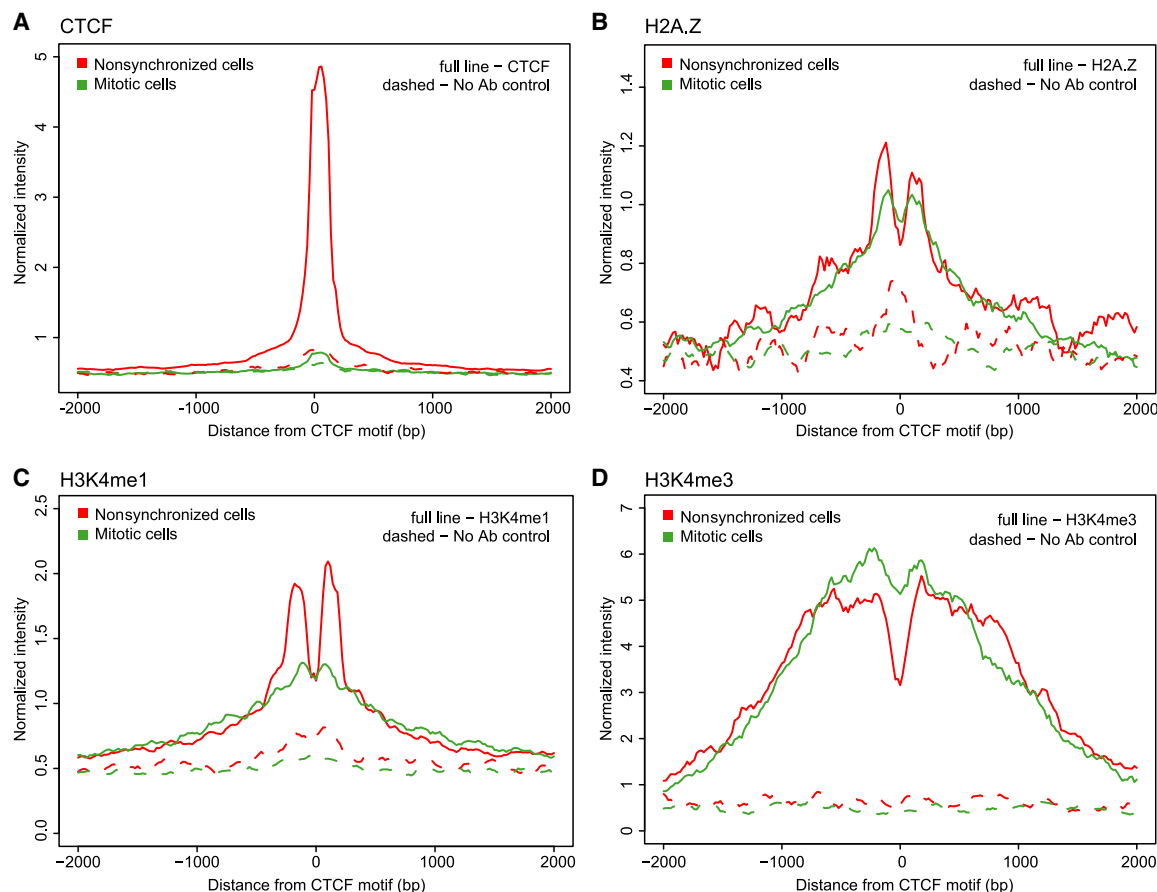 A
CTCF
Nonsynchronized cells
Mitotic cells
full line – CTCF
dashed – No Ab control
Normalized intensity
5
4
3
2
1
-2000
-1000
0
1000
2000
Distance from CTCF motif (bp)
B
H2A.Z
Nonsynchronized cells
Mitotic cells
full line – H2A.Z
dashed – No Ab control
Normalized intensity
1.4
1.2
1.0
0.8
0.6
0.4
−2000
−1000
0
1000
2000
Distance from CTCF motif (bp)
C
H3K4me1
Nonsynchronized cells
Mitotic cells
full line – H3K4me1
dashed – No Ab control
Normalized intensity
2.5
2.0
1.5
1.0
0.5
0.0
−2000
−1000
0
1000
2000
Distance from CTCF motif (bp)
D
H3K4me3
Nonsynchronized cells
Mitotic cells
full line – H3K4me3
dashed – No Ab control
Normalized intensity
7
6
5
4
3
2
1
0
−2000
−1000
0
1000
2000
Distance from CTCF motif (bp)